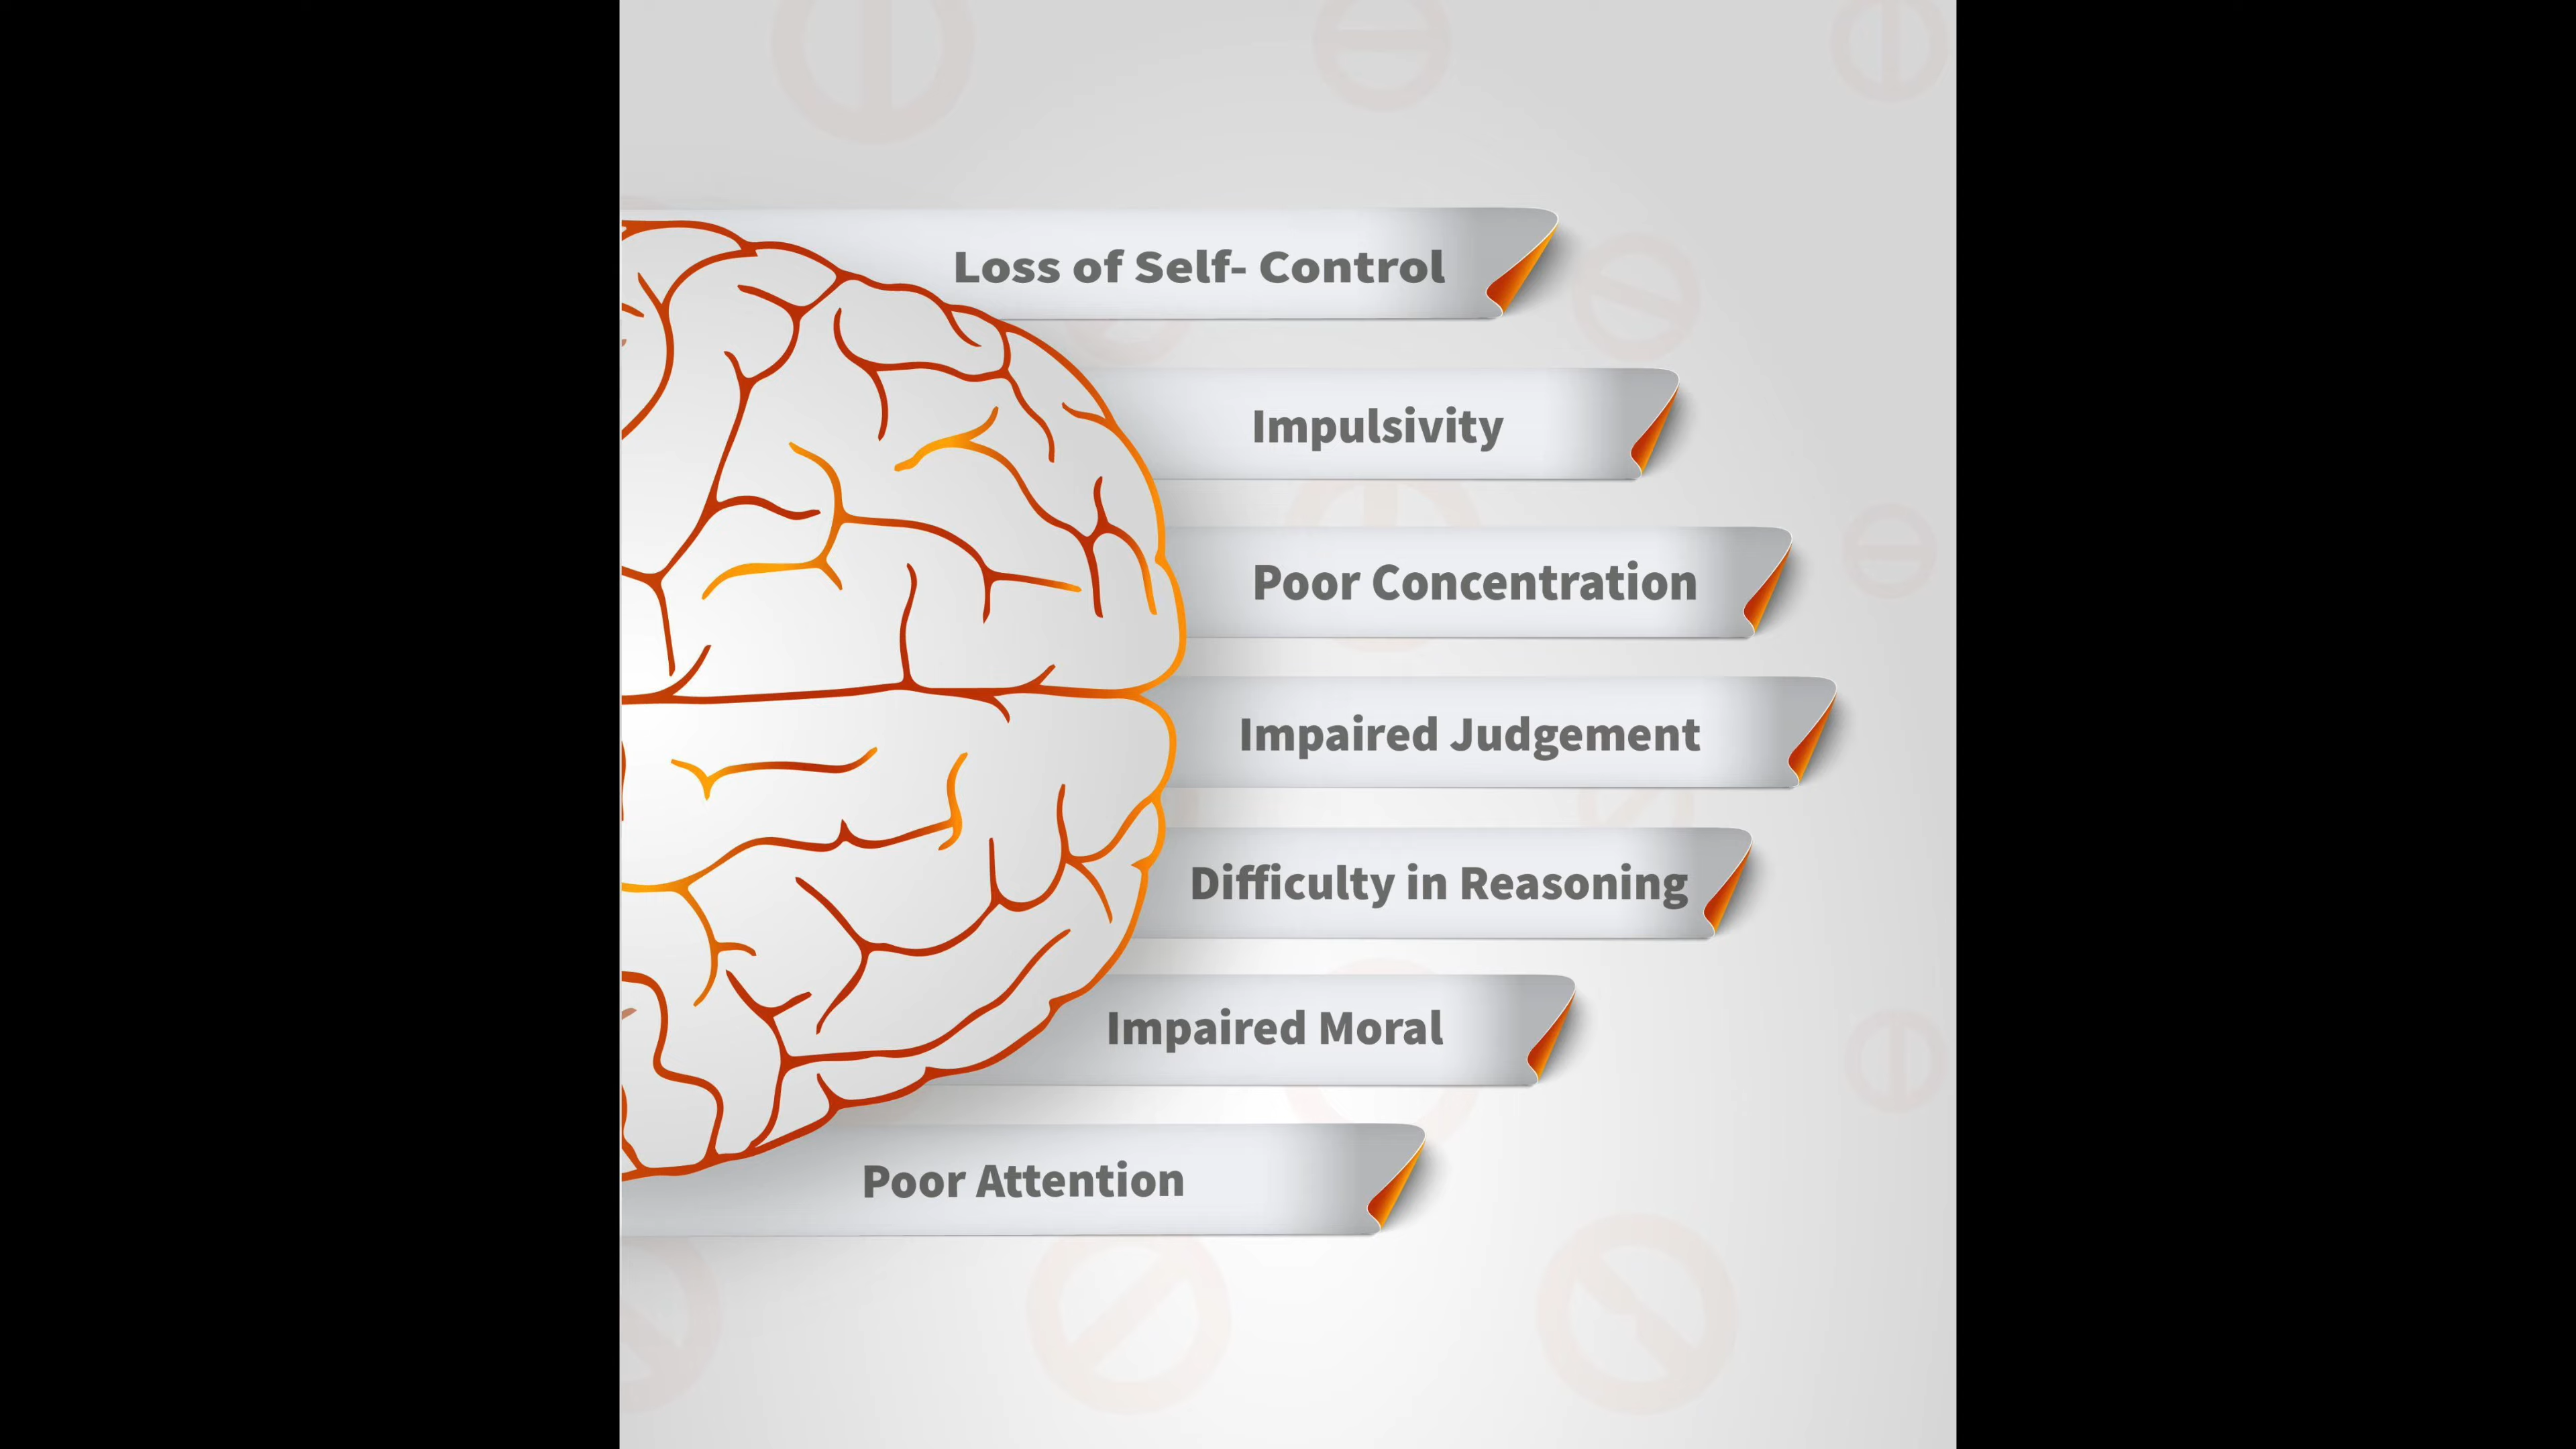 Loss of Self- Control
Impulsivity
Poor Concentration
Impaired Judgement
Difficulty in Reasoning
Impaired Moral
Poor Attention